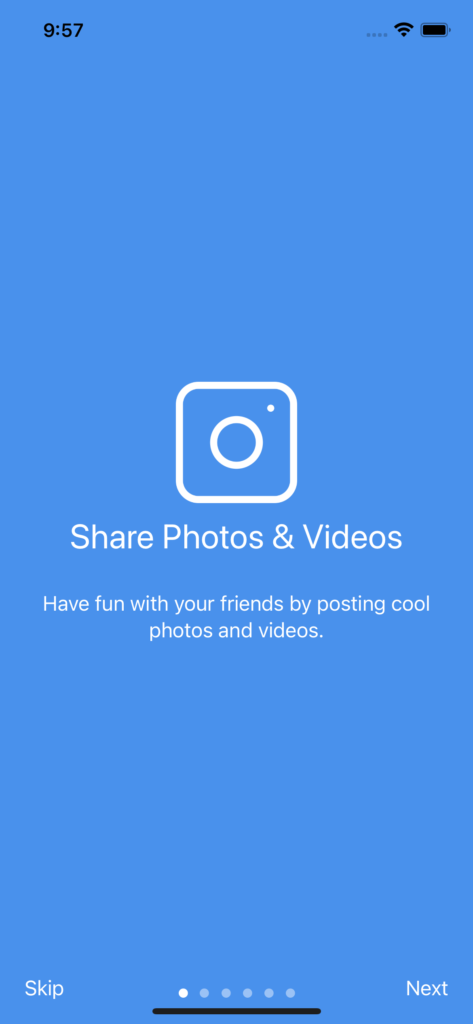 9:57
Share Photos & Videos
Have fun with your friends by posting cool
photos and videos.
Skip
Next